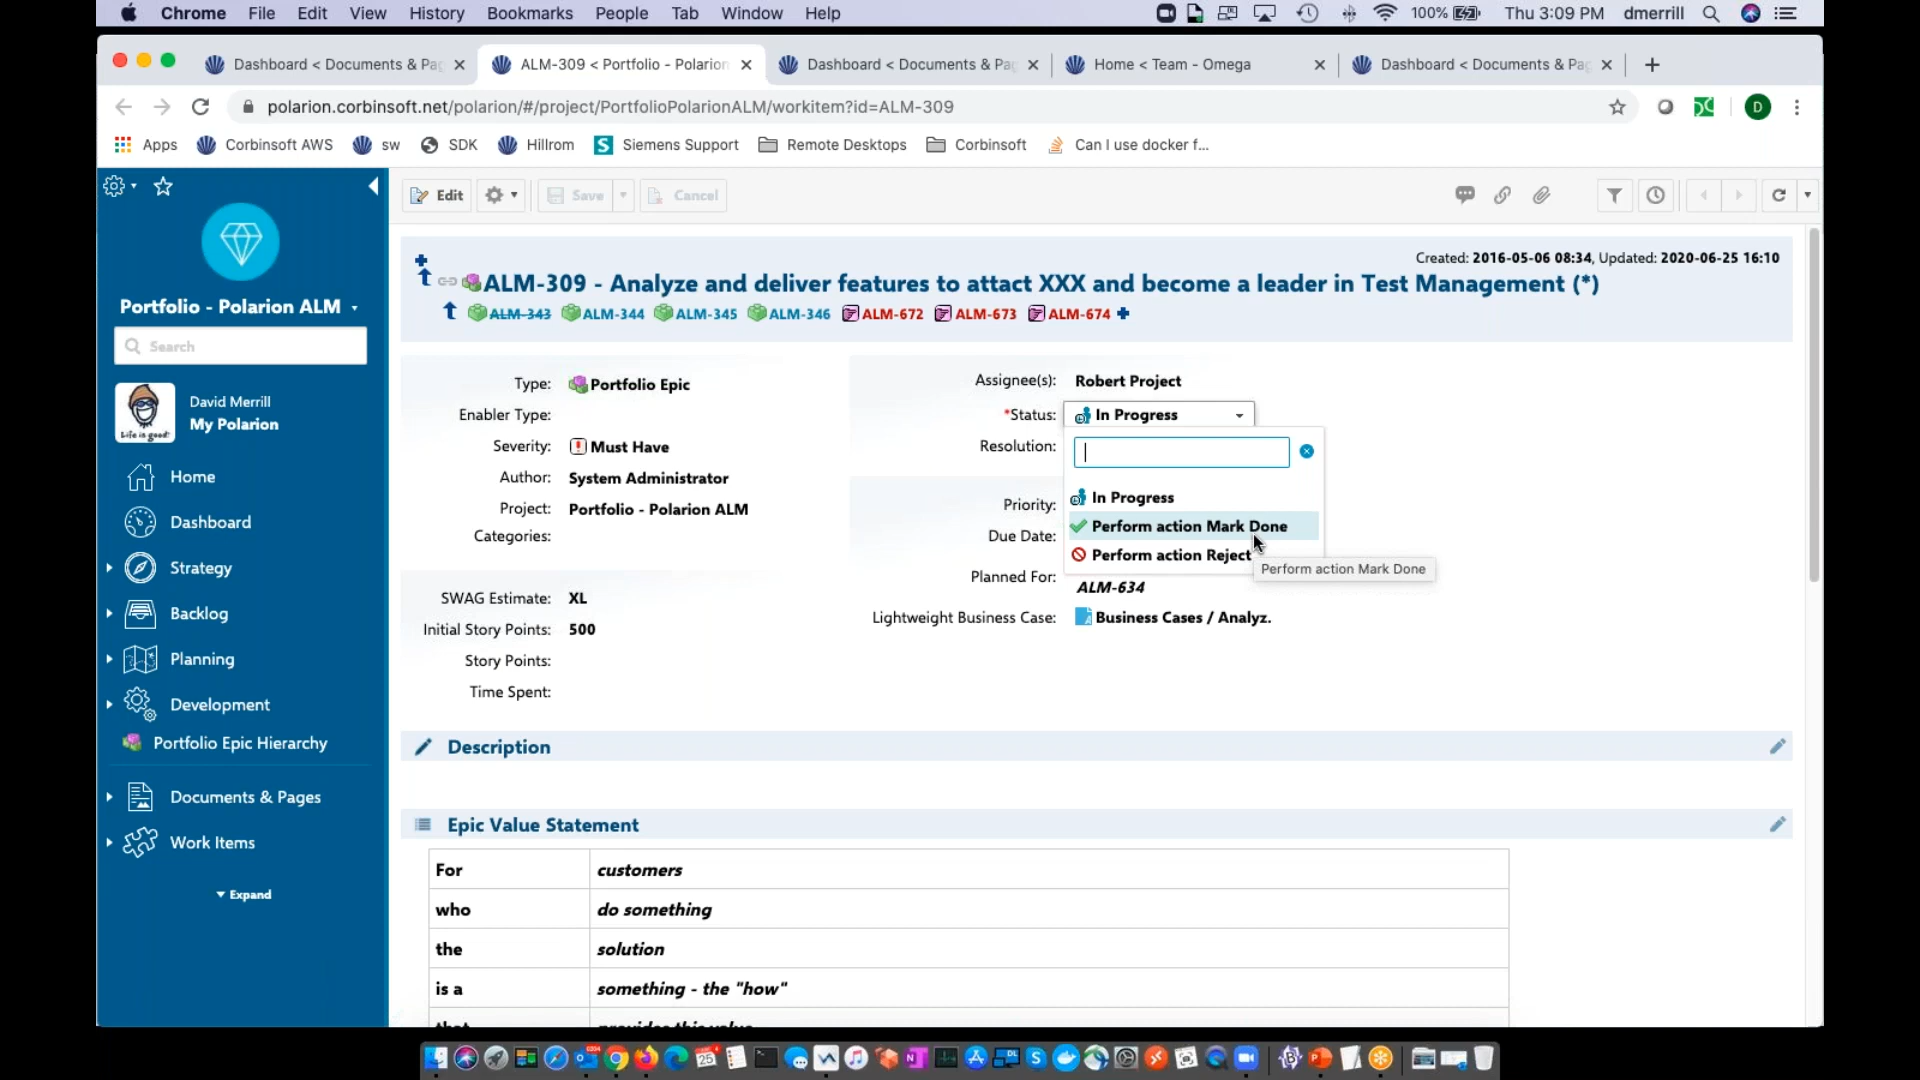 Chrome File Edit View History Bookmarks People Tab Window Help 100% Thu 3:09 PM dmerrill
Dashboard < Documents & Pag
ALM-309 < Portfolio - Polarion
Dashboard < Documents & Pag
Home < Team - Omega
Dashboard < Documents & Pag
polarion.corbinsoft.net/polarion/#/project/PortfolioPolarionALM/workitem?id=ALM-309
D
Apps Corbinsoft AWS sw SDK Hillrom Siemens Support Remote Desktops Corbinsoft Can I use docker f...
Portfolio - Polarion ALM
Search
Life is good
David Merrill
My Polarion
Home
Dashboard
Strategy
Backlog
Planning
Development
Portfolio Epic Hierarchy
Documents & Pages
Work Items
Expand
Edit Save Cancel
Created: 2016-05-06 08:34, Updated: 2020-06-25 16:10
ALM-309 - Analyze and deliver features to attact XXX and become a leader in Test Management (*)
ALM-343 ALM-344 ALM-345 ALM-346 ALM-672 ALM-673 ALM-674
Type: Portfolio Epic
Enabler Type:
Severity: Must Have
Author: System Administrator
Project: Portfolio - Polarion ALM
Categories:
SWAG Estimate: XL
Initial Story Points: 500
Story Points:
Time Spent:
Assignee(s): Robert Project
*Status: In Progress
Resolution:
In Progress
Priority:
Perform action Mark Done
Due Date:
Perform action Reject
Perform action Mark Done
Planned For:
ALM-634
Lightweight Business Case: Business Cases / Analyz.
Description
Epic Value Statement
For customers
who do something
the solution
is a something - the "how"
that provides this value